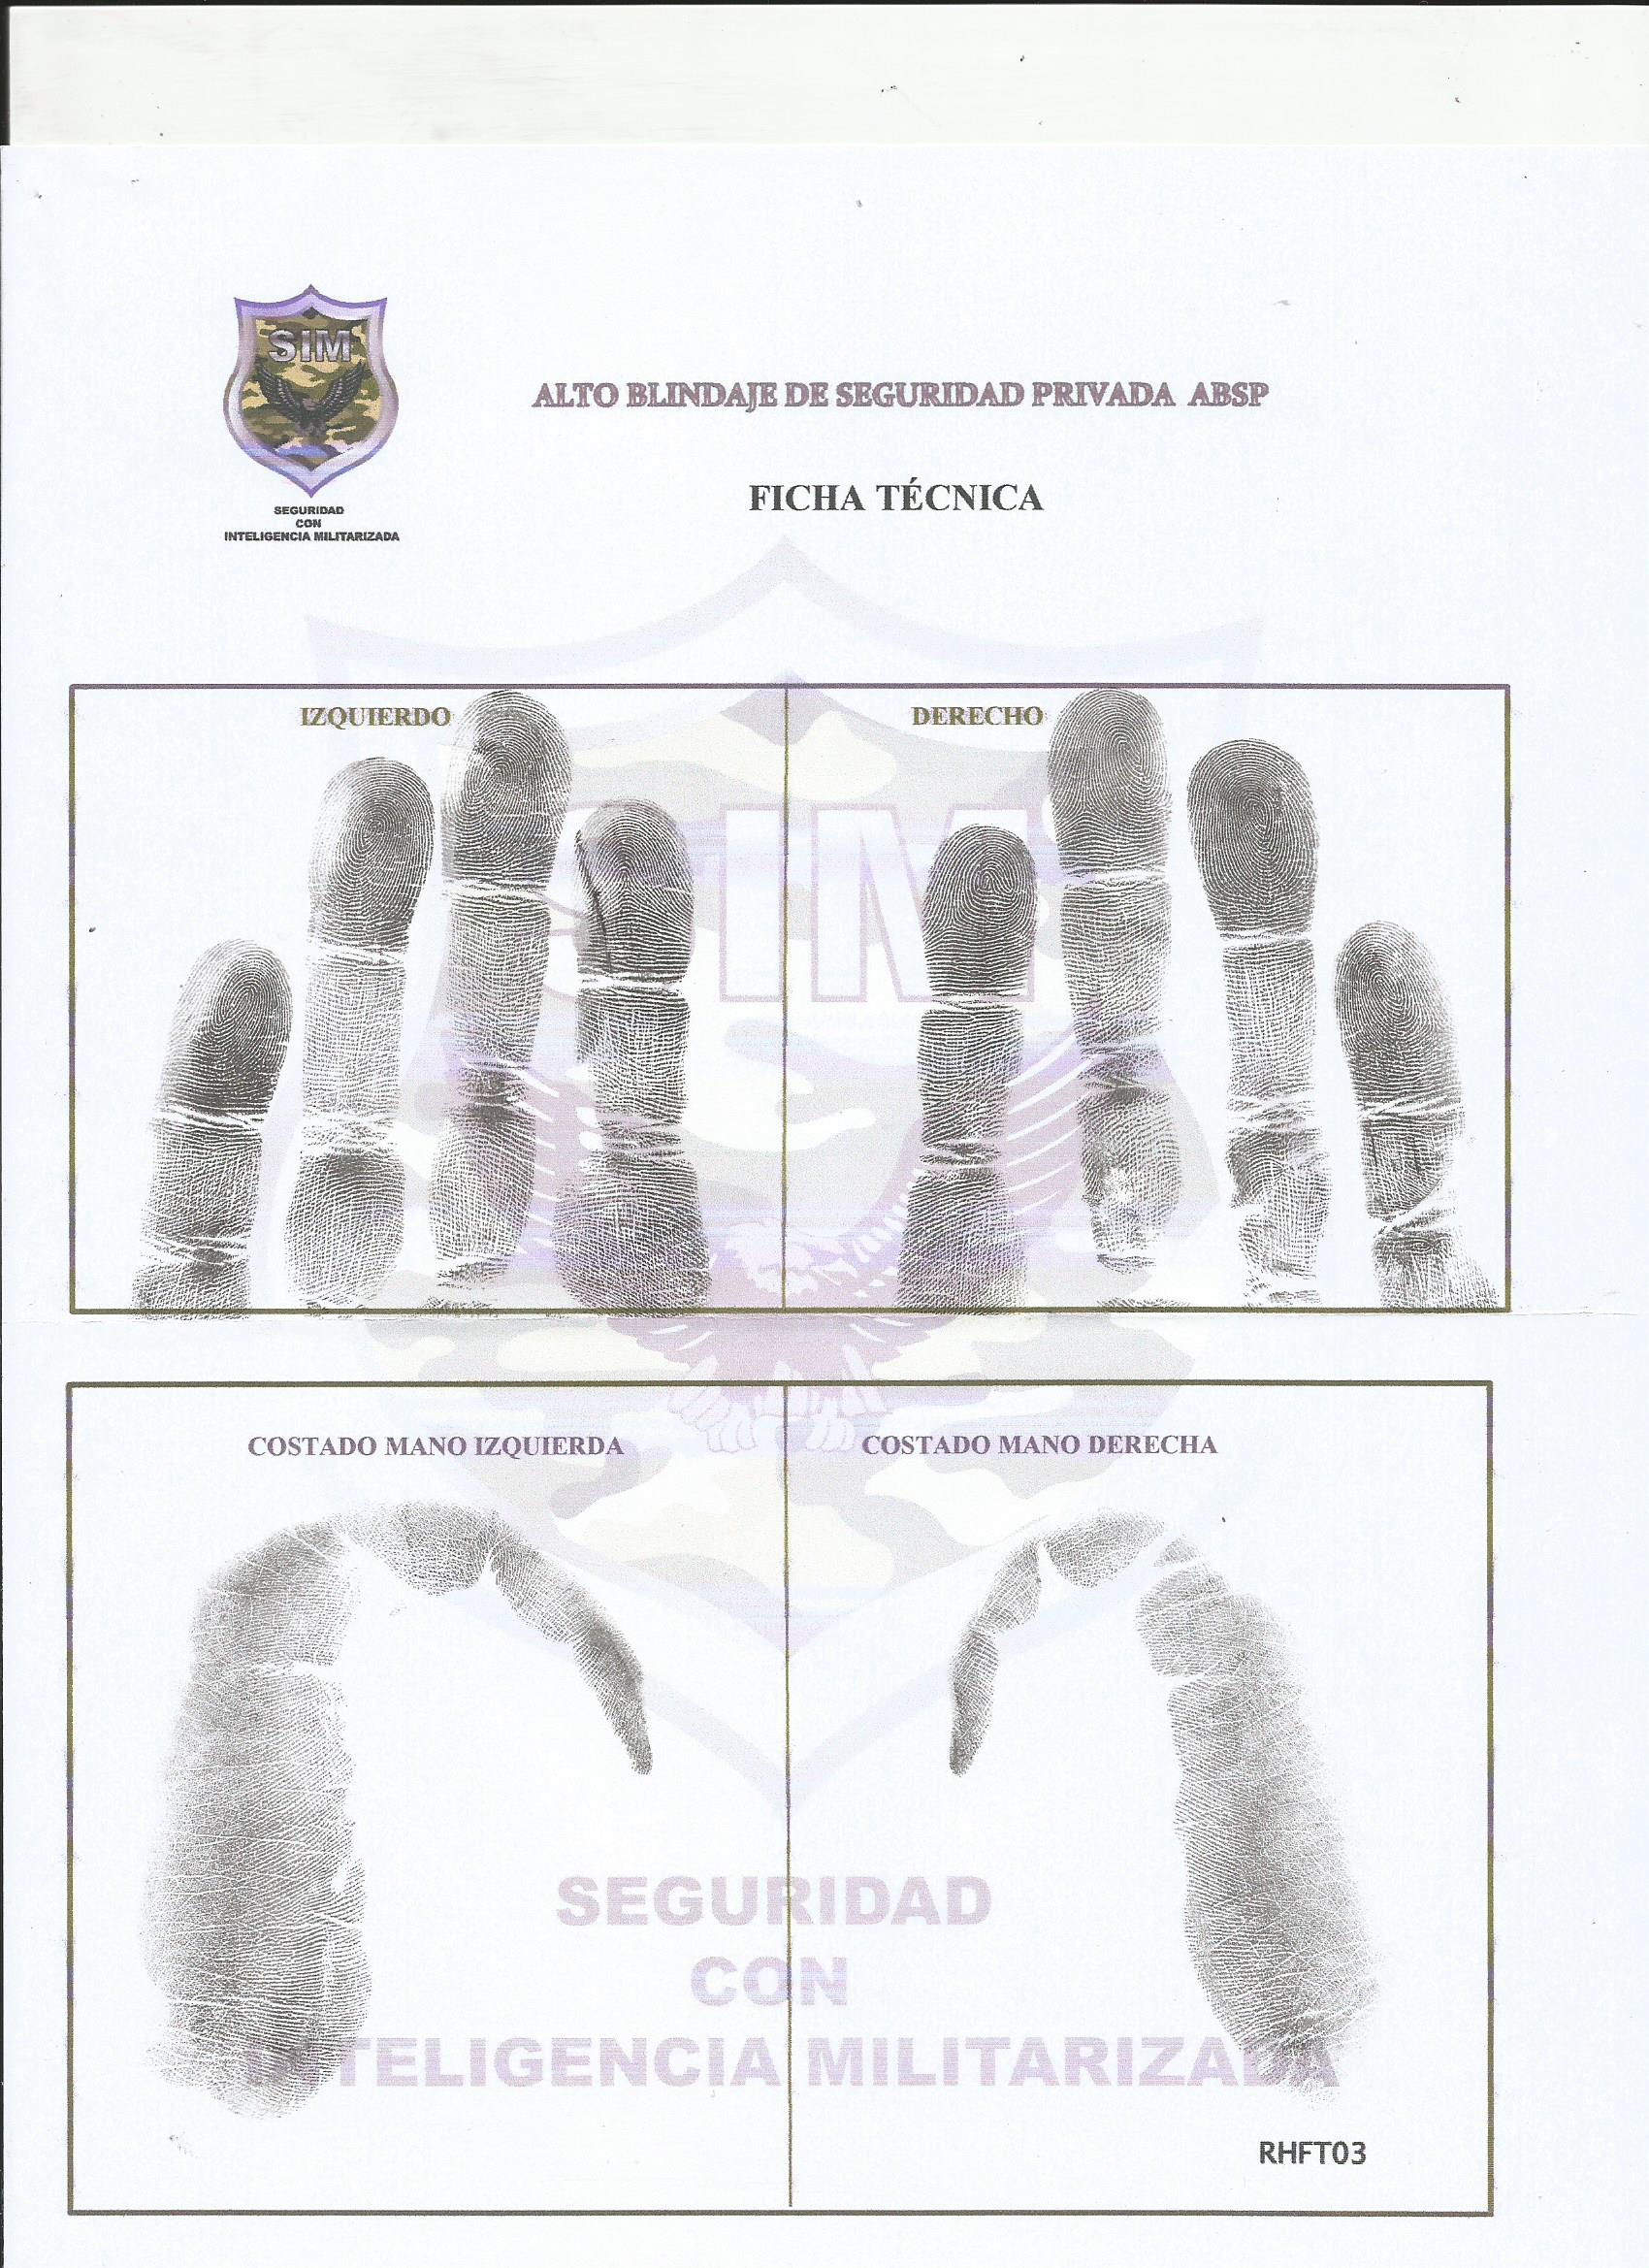 SIM
SEGURIDAD
CON
INTELIGENCIA MILITARIZADA
ALTO BLINDAJE DE SEGURIDAD PRIVADA ABSP
FICHA TÉCNICA
IZQUIERDO
DERECHO
SIM
COSTADO MANO IZQUIERDA
COSTADO MANO DERECHA
SEGURIDAD
CON
INTELIGENCIA MILITARIZADA
RHFT03